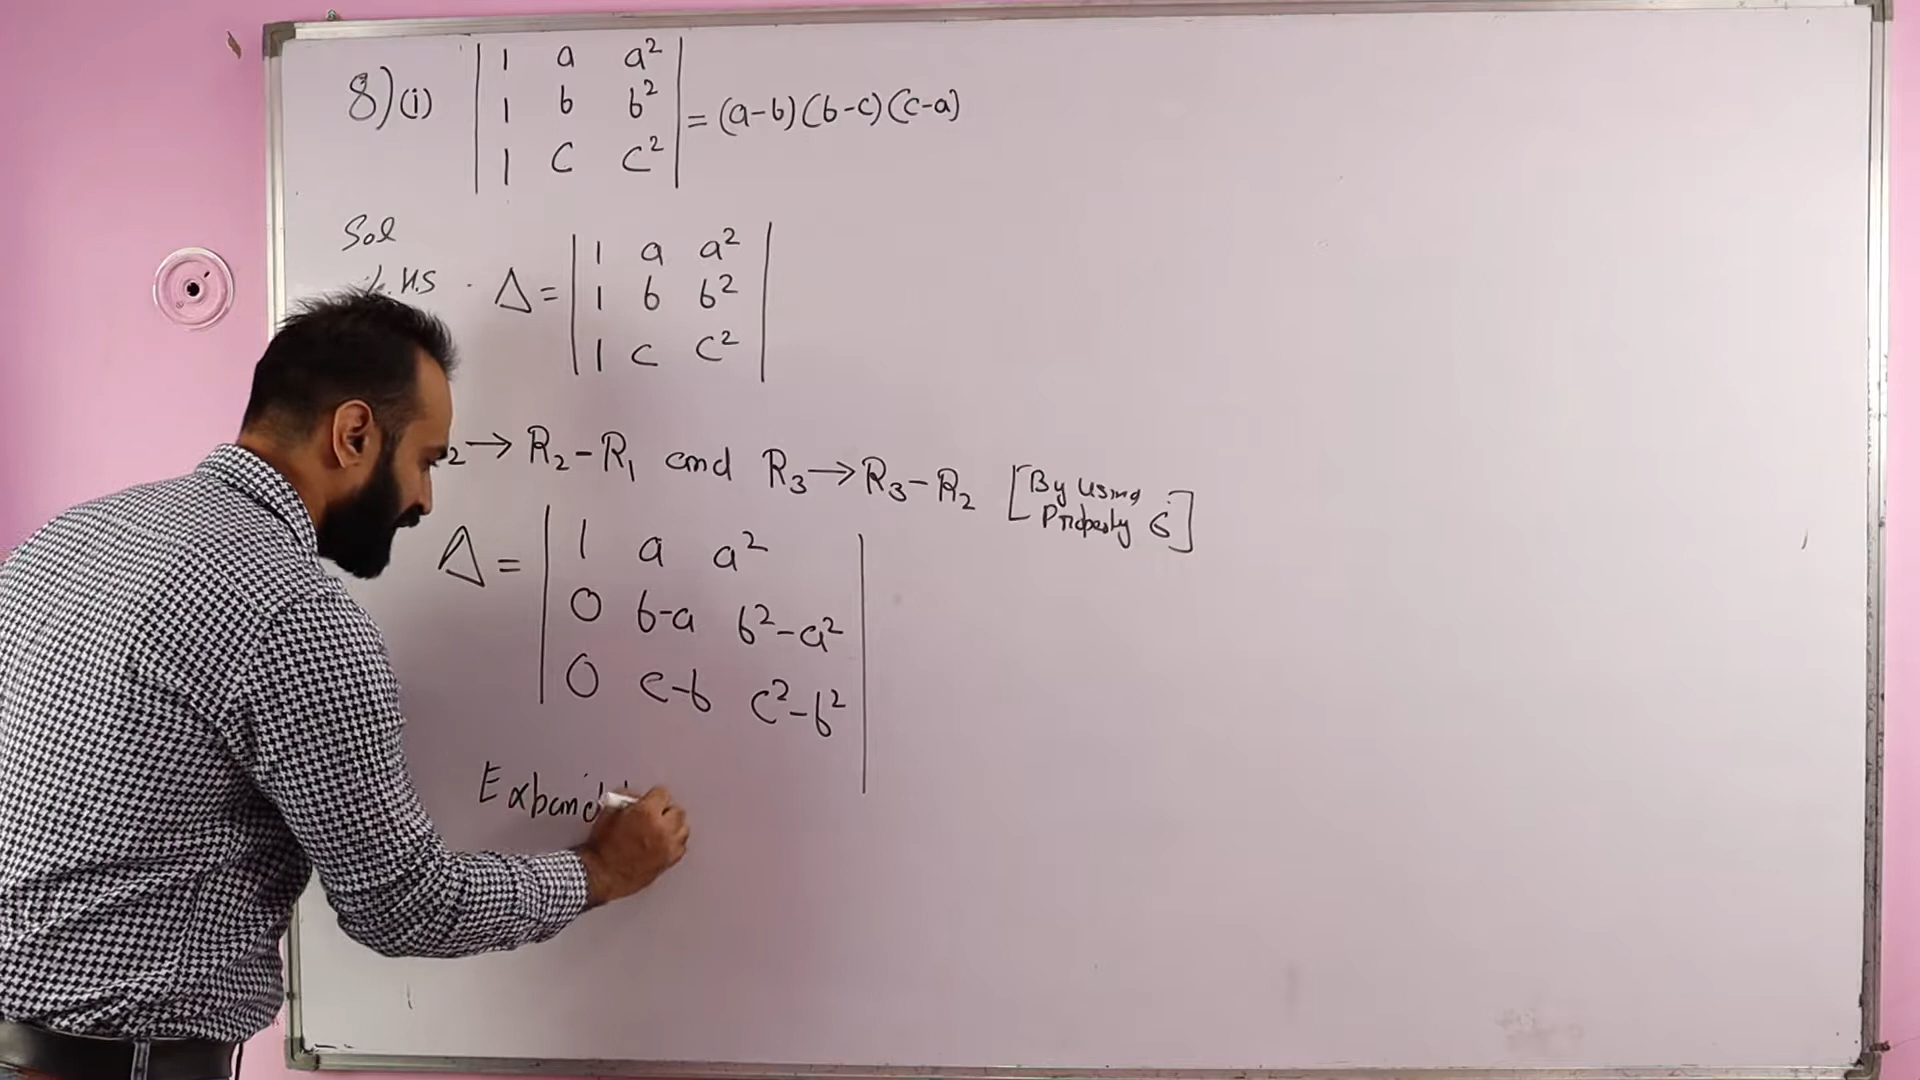 8)(i) | 1 a a² |
| 1 b b² | = (a-b)(b-c)(c-a)
| 1 c c² |
Sol
L.H.S . Δ = | 1 a a² |
| 1 b b² |
| 1 c c² |
2 → R₂-R₁ and R₃→R₃-R₂ [By Using
Property 6]
Δ = | 1 a a² |
| 0 b-a b²-a² |
| 0 c-b c²-b² |
Expand